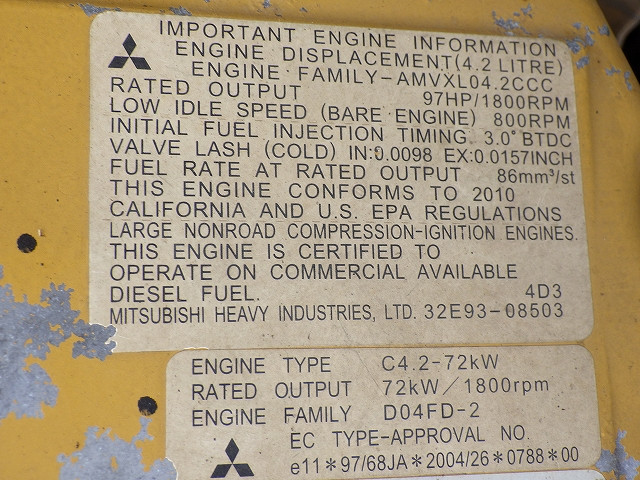 IMPORTANT ENGINE INFORMATION
ENGINE DISPLACEMENT(4.2 LITRE)
ENGINE FAMILY-AMVXL04.2CCC
RATED OUTPUT 97HP/1800RPM
LOW IDLE SPEED (BARE ENGINE) 800RPM
INITIAL FUEL INJECTION TIMING 3.0° BTDC
VALVE LASH (COLD) IN:0.0098 EX:0.0157INCH
FUEL RATE AT RATED OUTPUT 86mm³/st
THIS ENGINE CONFORMS TO 2010
CALIFORNIA AND U.S. EPA REGULATIONS
LARGE NONROAD COMPRESSION-IGNITION ENGINES.
THIS ENGINE IS CERTIFIED TO
OPERATE ON COMMERCIAL AVAILABLE
DIESEL FUEL. 4D3
MITSUBISHI HEAVY INDUSTRIES, LTD. 32E93-08503
ENGINE TYPE C4.2-72kW
RATED OUTPUT 72kW/1800rpm
ENGINE FAMILY D04FD-2
EC TYPE-APPROVAL NO.
e11*97/68JA*2004/26*0788*00